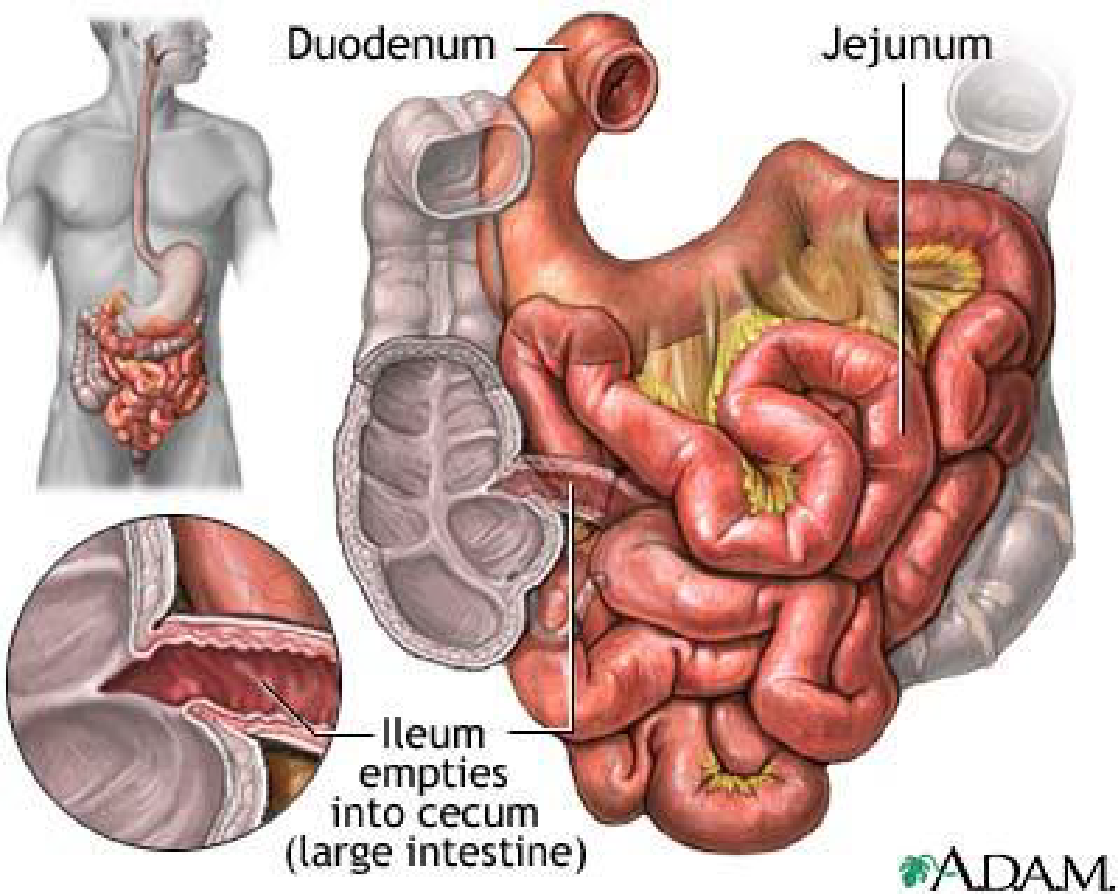 Duodenum
Jejunum
Ileum
empties
into cecum
(large intestine)
A.D.A.M.